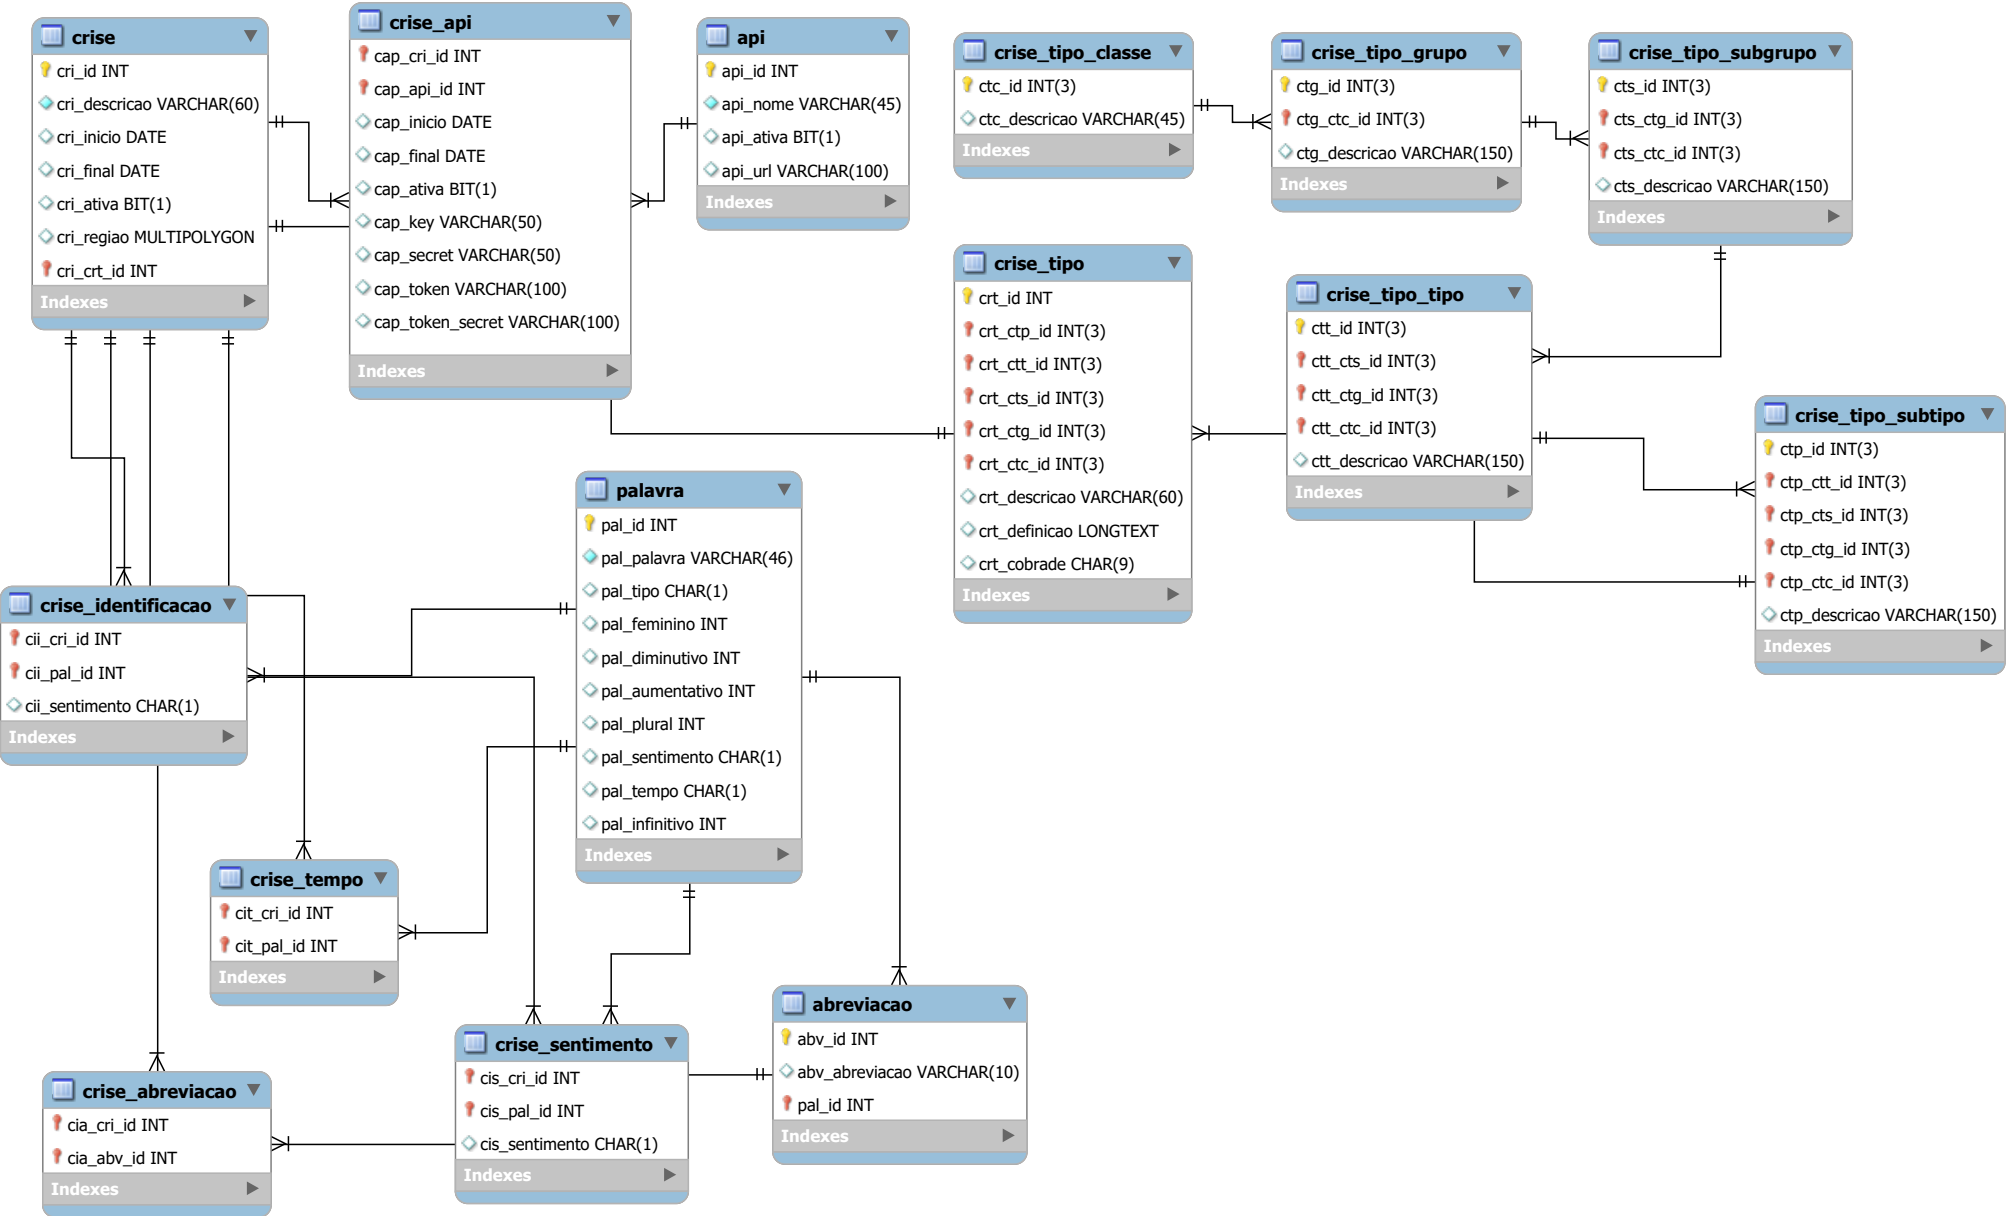 crise
cri_id INT
cri_descricao VARCHAR(60)
cri_inicio DATE
cri_final DATE
cri_ativa BIT(1)
cri_regiao MULTIPOLYGON
cri_crt_id INT
Indexes
crise_api
cap_cri_id INT
cap_api_id INT
cap_inicio DATE
cap_final DATE
cap_ativa BIT(1)
cap_key VARCHAR(50)
cap_secret VARCHAR(50)
cap_token VARCHAR(100)
cap_token_secret VARCHAR(100)
Indexes
api
api_id INT
api_nome VARCHAR(45)
api_ativa BIT(1)
api_url VARCHAR(100)
Indexes
crise_tipo_classe
ctc_id INT(3)
ctc_descricao VARCHAR(45)
Indexes
crise_tipo_grupo
ctg_id INT(3)
ctg_ctc_id INT(3)
ctg_descricao VARCHAR(150)
Indexes
crise_tipo_subgrupo
cts_id INT(3)
cts_ctg_id INT(3)
cts_ctc_id INT(3)
cts_descricao VARCHAR(150)
Indexes
crise_tipo
crt_id INT
crt_ctp_id INT(3)
crt_ctt_id INT(3)
crt_cts_id INT(3)
crt_ctg_id INT(3)
crt_ctc_id INT(3)
crt_descricao VARCHAR(60)
crt_definicao LONGTEXT
crt_cobrade CHAR(9)
Indexes
crise_tipo_tipo
ctt_id INT(3)
ctt_cts_id INT(3)
ctt_ctg_id INT(3)
ctt_ctc_id INT(3)
ctt_descricao VARCHAR(150)
Indexes
crise_tipo_subtipo
ctp_id INT(3)
ctp_ctt_id INT(3)
ctp_cts_id INT(3)
ctp_ctg_id INT(3)
ctp_ctc_id INT(3)
ctp_descricao VARCHAR(150)
Indexes
palavra
pal_id INT
pal_palavra VARCHAR(46)
pal_tipo CHAR(1)
pal_feminino INT
pal_diminutivo INT
pal_aumentativo INT
pal_plural INT
pal_sentimento CHAR(1)
pal_tempo CHAR(1)
pal_infinitivo INT
Indexes
crise_identificacao
cii_cri_id INT
cii_pal_id INT
cii_sentimento CHAR(1)
Indexes
crise_tempo
cit_cri_id INT
cit_pal_id INT
Indexes
crise_sentimento
cis_cri_id INT
cis_pal_id INT
cis_sentimento CHAR(1)
Indexes
abreviacao
abv_id INT
abv_abreviacao VARCHAR(10)
pal_id INT
Indexes
crise_abreviacao
cia_cri_id INT
cia_abv_id INT
Indexes